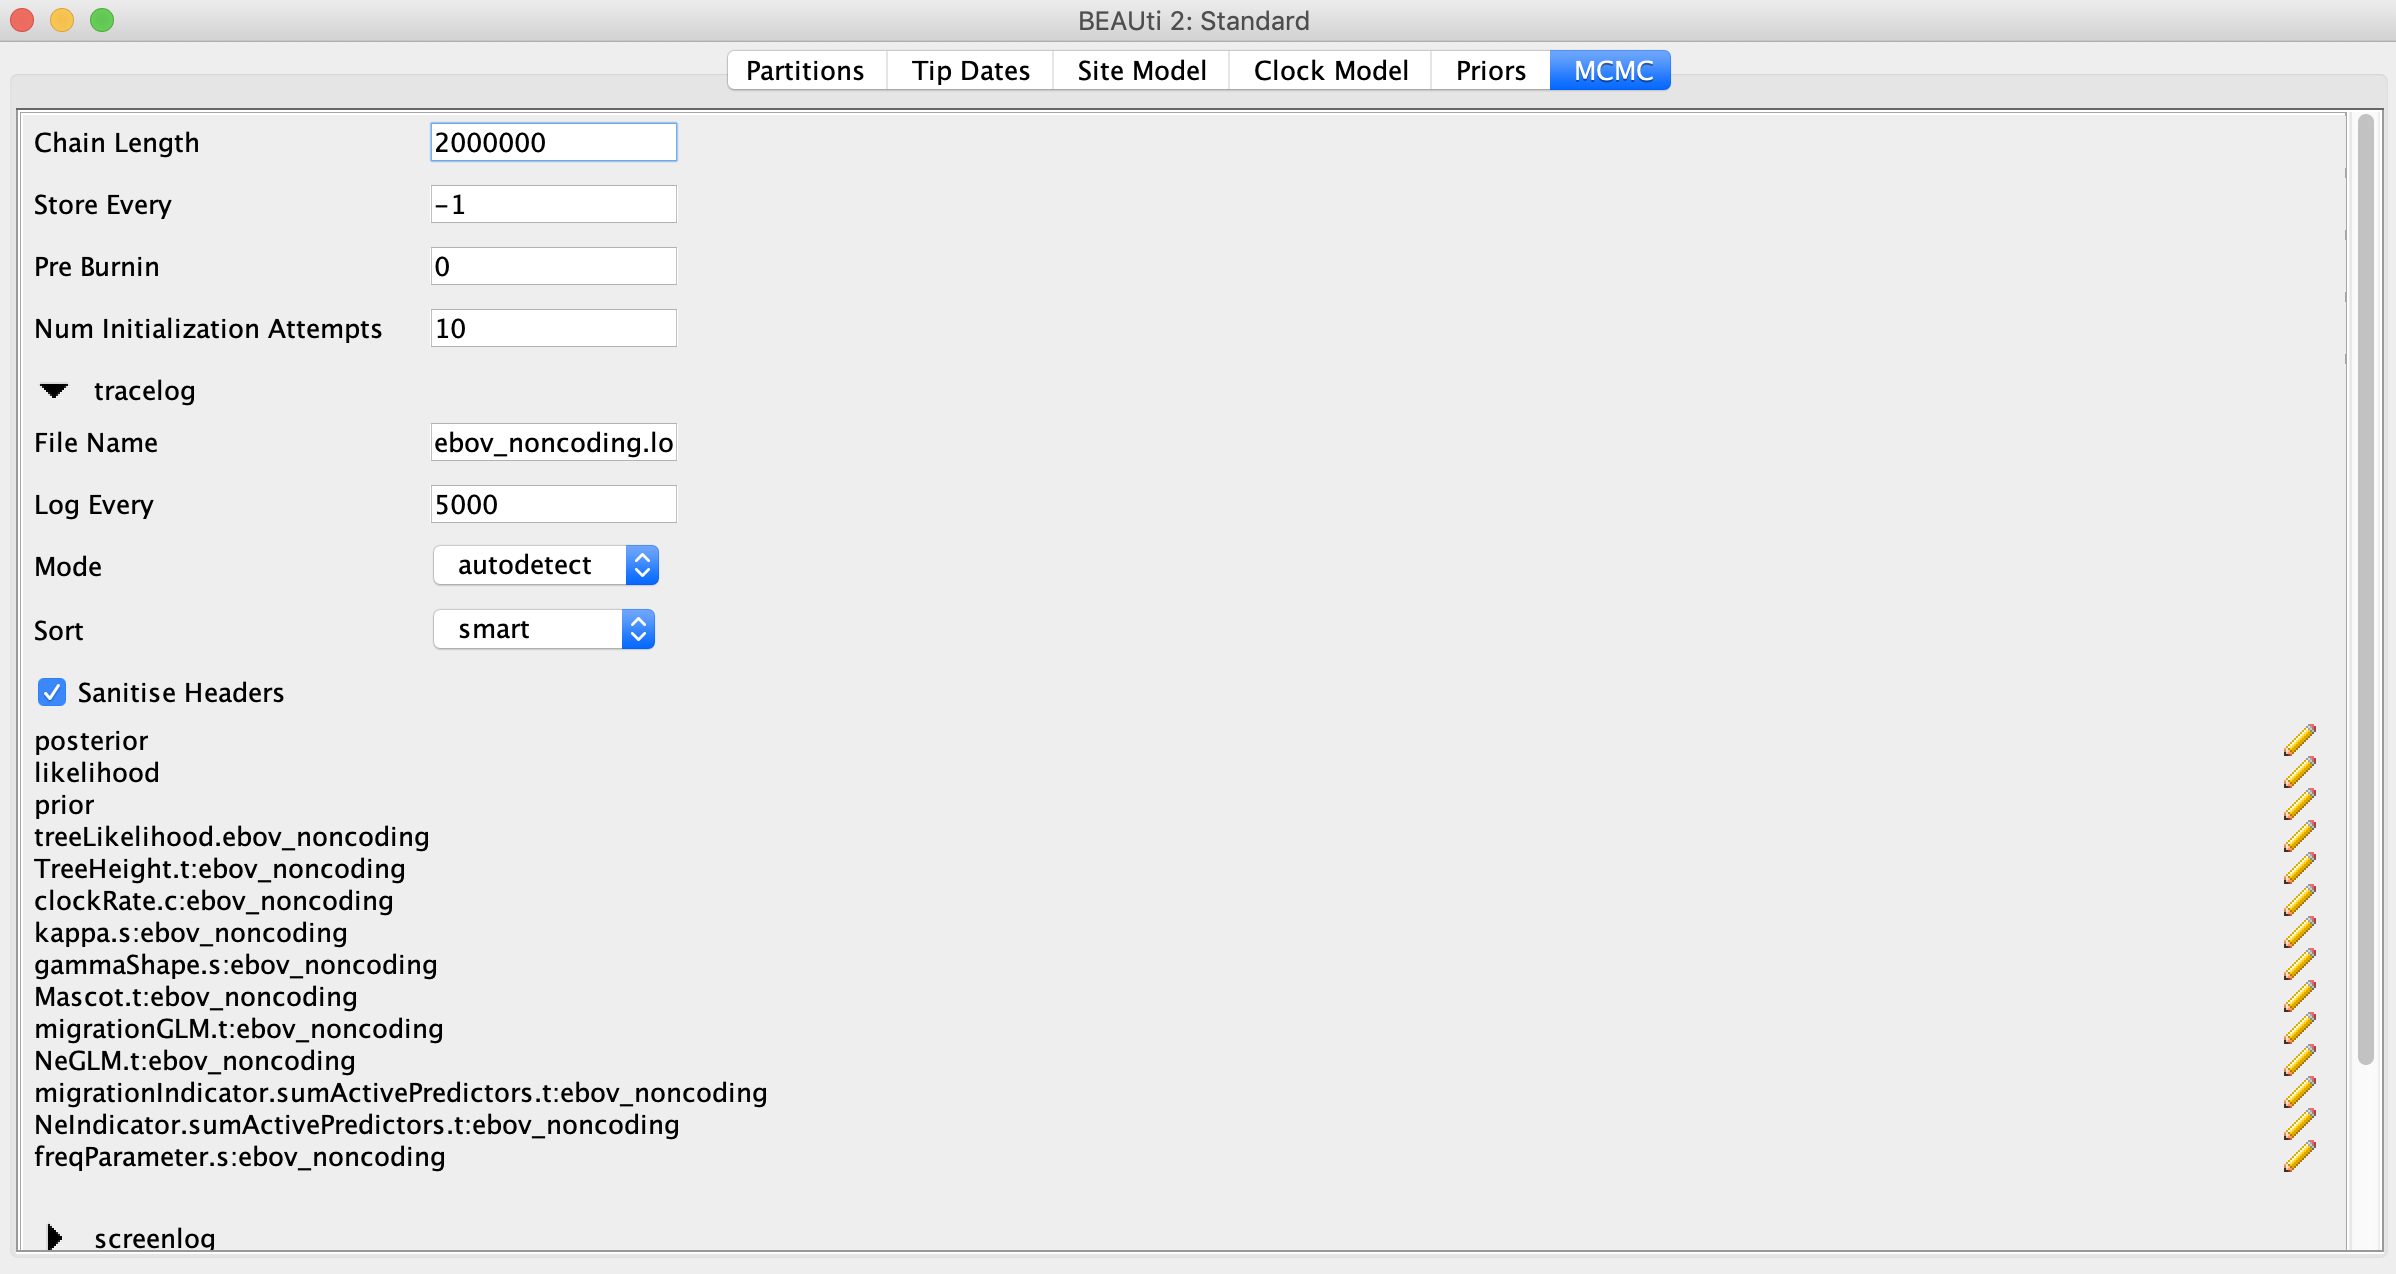 BEAUti 2: Standard
Partitions Tip Dates Site Model Clock Model Priors MCMC
Chain Length 2000000
Store Every -1
Pre Burnin 0
Num Initialization Attempts 10
tracelog
File Name ebov_noncoding.lo
Log Every 5000
Mode autodetect
Sort smart
Sanitise Headers
posterior
likelihood
prior
treeLikelihood.ebov_noncoding
TreeHeight.t:ebov_noncoding
clockRate.c:ebov_noncoding
kappa.s:ebov_noncoding
gammaShape.s:ebov_noncoding
Mascot.t:ebov_noncoding
migrationGLM.t:ebov_noncoding
NeGLM.t:ebov_noncoding
migrationIndicator.sumActivePredictors.t:ebov_noncoding
NeIndicator.sumActivePredictors.t:ebov_noncoding
freqParameter.s:ebov_noncoding
screenlog